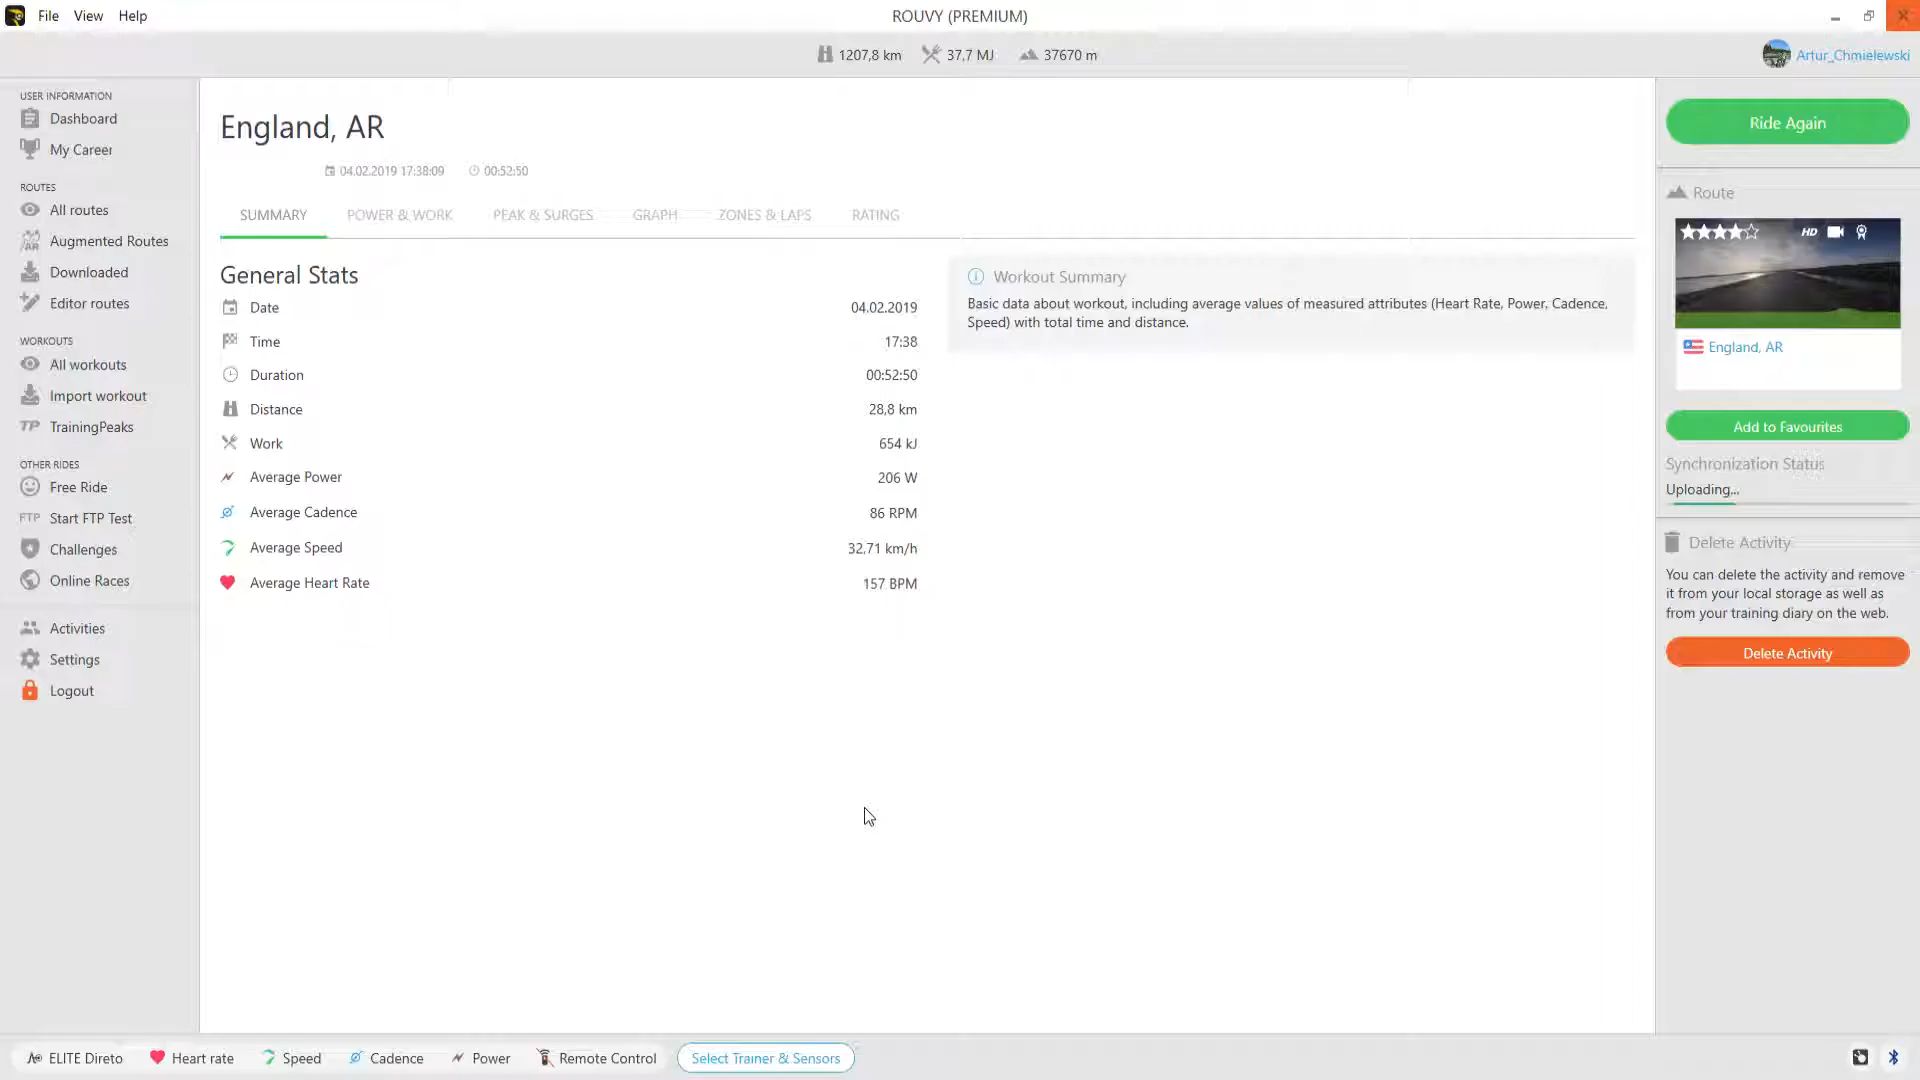 File View Help
ROUVY (PREMIUM)
1207,8 km 37,7 MJ 37670 m
Artur_Chmielewski
USER INFORMATION
Dashboard
My Career
ROUTES
All routes
AR Augmented Routes
Downloaded
Editor routes
WORKOUTS
All workouts
Import workout
TP TrainingPeaks
OTHER RIDES
Free Ride
FTP Start FTP Test
Challenges
Online Races
Activities
Settings
Logout
England, AR
04.02.2019 17:38:09 00:52:50
SUMMARY POWER & WORK PEAK & SURGES GRAPH ZONES & LAPS RATING
General Stats
Date 04.02.2019
Time 17:38
Duration 00:52:50
Distance 28,8 km
Work 654 kJ
Average Power 206 W
Average Cadence 86 RPM
Average Speed 32,71 km/h
Average Heart Rate 157 BPM
Workout Summary
Basic data about workout, including average values of measured attributes (Heart Rate, Power, Cadence,
Speed) with total time and distance.
Ride Again
Route
HD
England, AR
Add to Favourites
Synchronization Status
Uploading...
Delete Activity
You can delete the activity and remove
it from your local storage as well as
from your training diary on the web.
Delete Activity
ELITE Direto Heart rate Speed Cadence Power Remote Control Select Trainer & Sensors